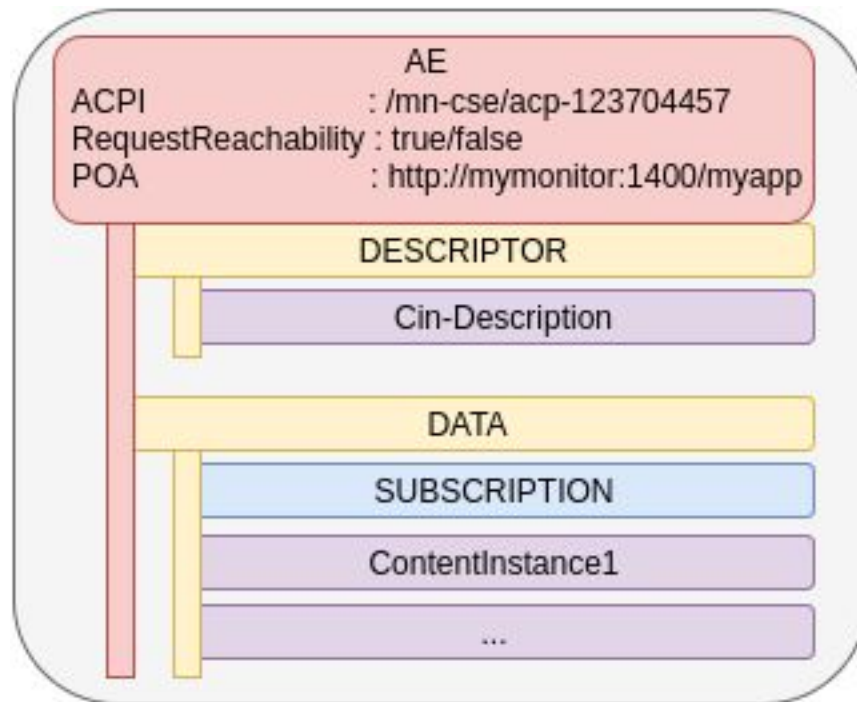 AE
ACPI : /mn-cse/acp-123704457
RequestReachability : true/false
POA : http://mymonitor:1400/myapp
DESCRIPTOR
Cin-Description
DATA
SUBSCRIPTION
ContentInstance1
...